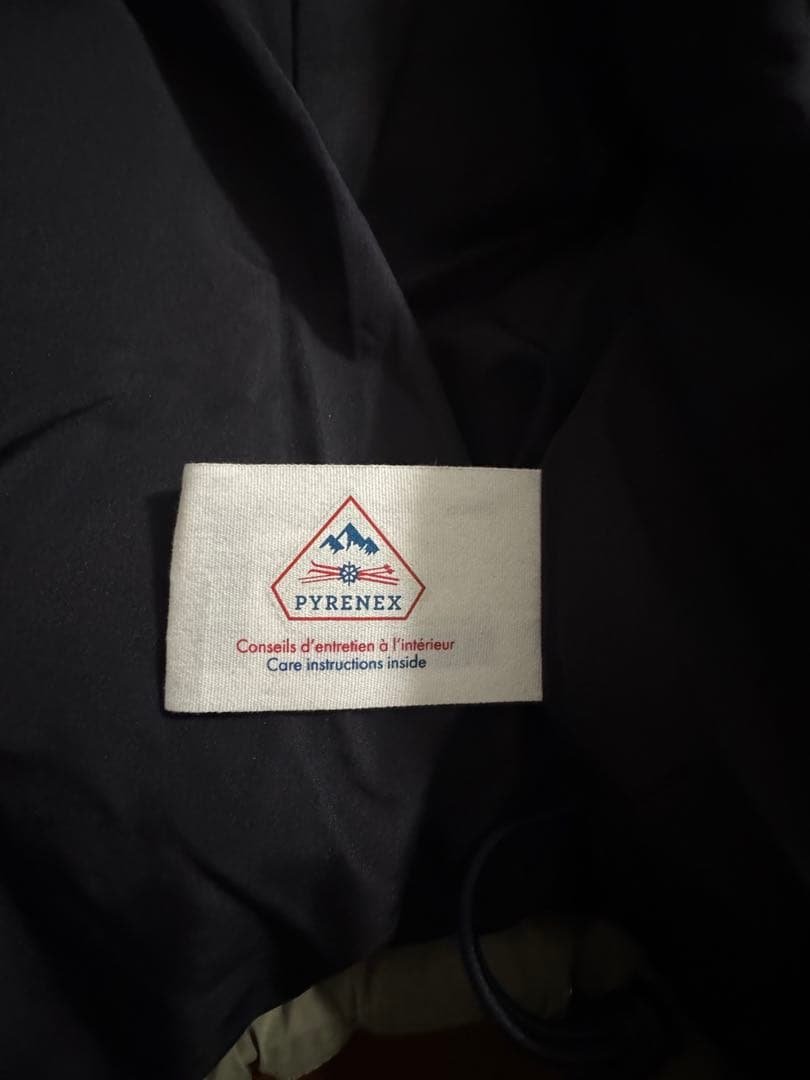 PYRENEX
Conseils d'entretien à l'intérieur
Care instructions inside